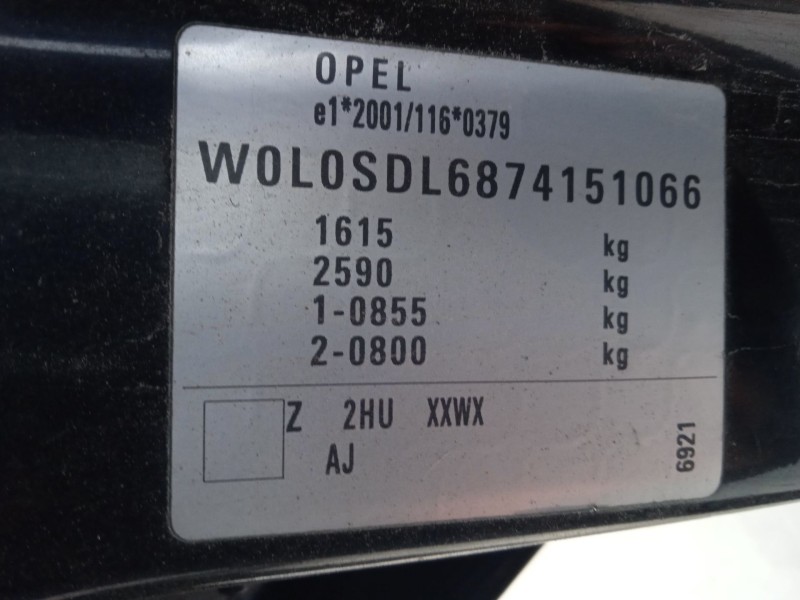 OPEL
e1*2001/116*0379
W0L0SDL6874151066
1615 kg
2590 kg
1-0855 kg
2-0800 kg
Z 2HU XXWX
AJ
6921